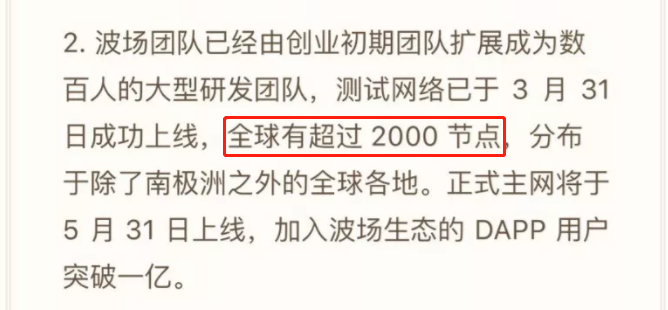 2. 波场团队已经由创业初期团队扩展成为数
百人的大型研发团队，测试网络已于 3 月 31
日成功上线，全球有超过 2000 节点，分布
于除了南极洲之外的全球各地。正式主网将于
5 月 31 日上线，加入波场生态的 DAPP 用户
突破一亿。